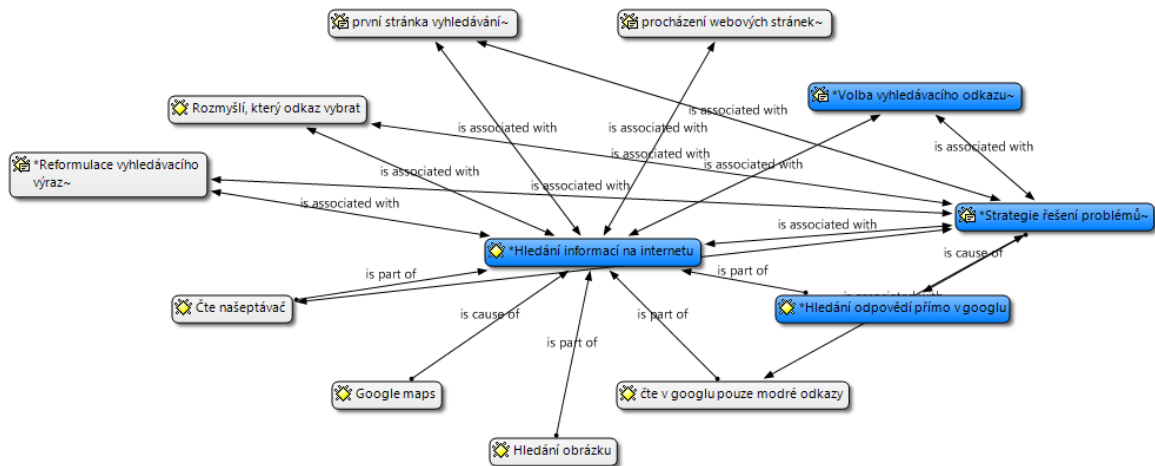 první stránka vyhledávání~
procházení webových stránek~
*Volba vyhledávacího odkazu~
Rozmyslí, který odkaz vybrat
is associated with
is associated with
is associated with
is associated with
is associated with
*Reformulace vyhledávacího
výraz~
is associated with
is associated with
is associated with
*Strategie řešení problémů~
is associated with
*Hledání informací na internetu
is cause of
is part of
is part of
is associated with
Čte našeptávač
*Hledání odpovědí přímo v googlu
is cause of
is part of
is part of
Google maps
čte v googlu pouze modré odkazy
Hledání obrázku